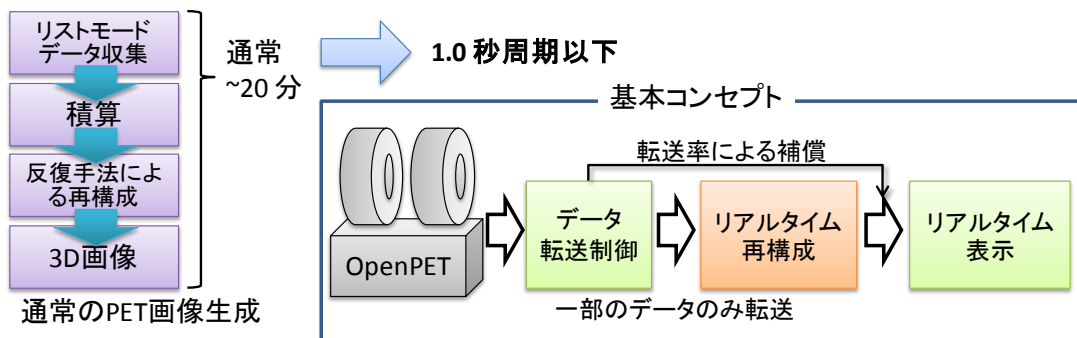 リストモード
データ収集
積算
反復手法によ
る再構成
3D画像
通常のPET画像生成
通常
~20 分
1.0 秒周期以下
基本コンセプト
転送率による補償
OpenPET
データ
転送制御
リアルタイム
再構成
リアルタイム
表示
一部のデータのみ転送